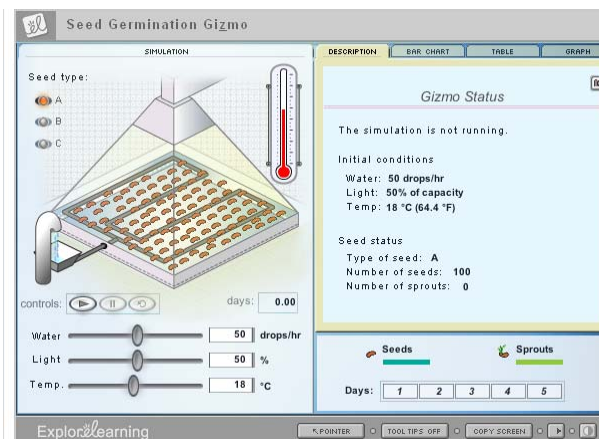 Seed Germination Gizmo
SIMULATION
Seed type:
A
B
C
controls:
days: 0.00
Water 50 drops/hr
Light 50 %
Temp. 18 °C
DESCRIPTION BAR CHART TABLE GRAPH
Gizmo Status
The simulation is not running.
Initial conditions
Water: 50 drops/hr
Light: 50% of capacity
Temp: 18 °C (64.4 °F)
Seed status
Type of seed: A
Number of seeds: 100
Number of sprouts: 0
Seeds Sprouts
Days: 1 2 3 4 5
ExploreLearning
POINTER TOOL TIPS OFF COPY SCREEN